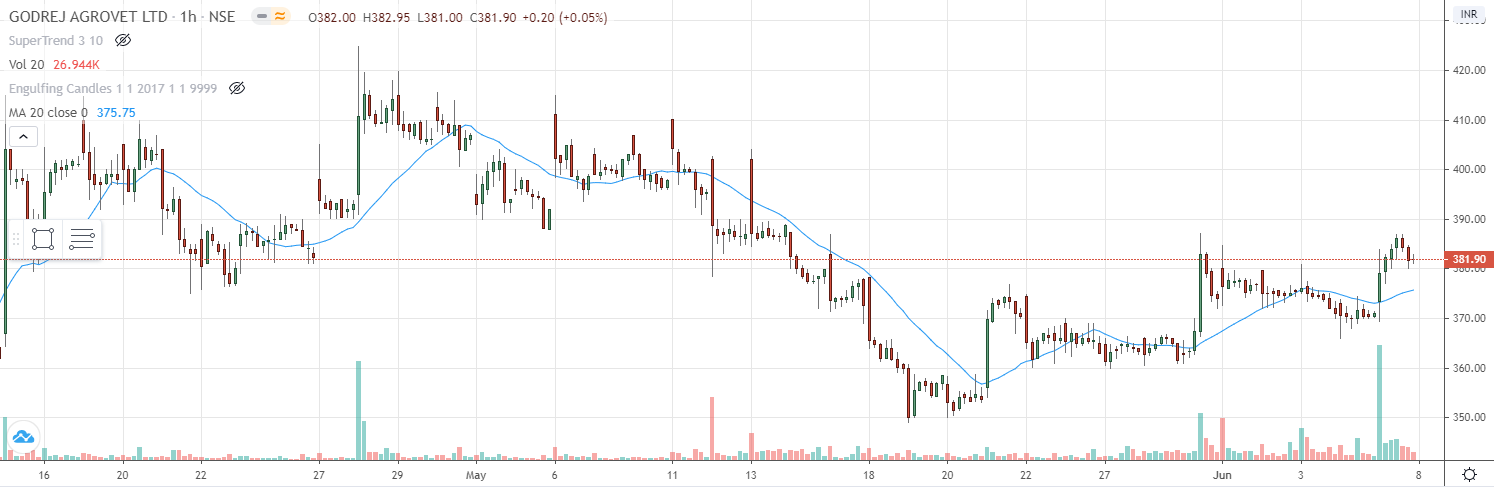 GODREJ AGROVET LTD · 1h · NSE O382.00 H382.95 L381.00 C381.90 +0.20 (+0.05%)
INR
SuperTrend 3 10
Vol 20 26.944K
Engulfing Candles 1 1 2017 1 1 9999
MA 20 close 0 375.75
420.00
410.00
400.00
390.00
381.90
380.00
370.00
360.00
350.00
16 20 22 27 29 May 6 11 13 18 20 22 27 Jun 3 8